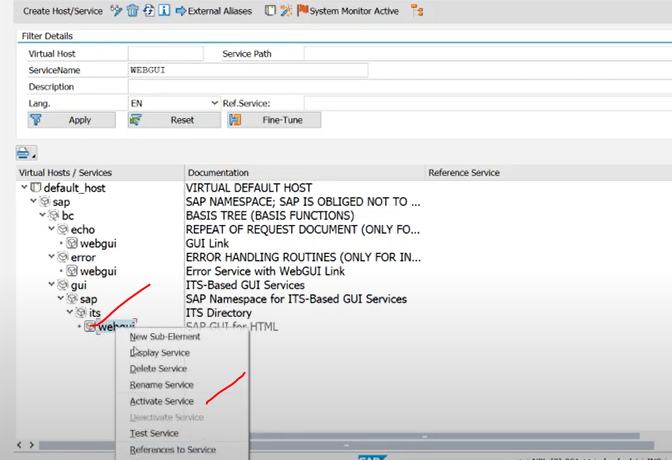 Create Host/Service External Aliases System Monitor Active
Filter Details
Virtual Host Service Path
ServiceName WEBGUI
Description
Lang. EN Ref.Service:
Apply Reset Fine-Tune
Virtual Hosts / Services Documentation Reference Service
default_host VIRTUAL DEFAULT HOST
sap SAP NAMESPACE; SAP IS OBLIGED NOT TO ...
bc BASIS TREE (BASIS FUNCTIONS)
echo REPEAT OF REQUEST DOCUMENT (ONLY FO...
webgui GUI Link
error ERROR HANDLING ROUTINES (ONLY FOR IN...
webgui Error Service with WebGUI Link
gui ITS-Based GUI Services
sap SAP Namespace for ITS-Based GUI Services
its ITS Directory
webgui SAP GUI for HTML
New Sub-Element
Display Service
Delete Service
Rename Service
Activate Service
Deactivate Service
Test Service
References to Service
SAP